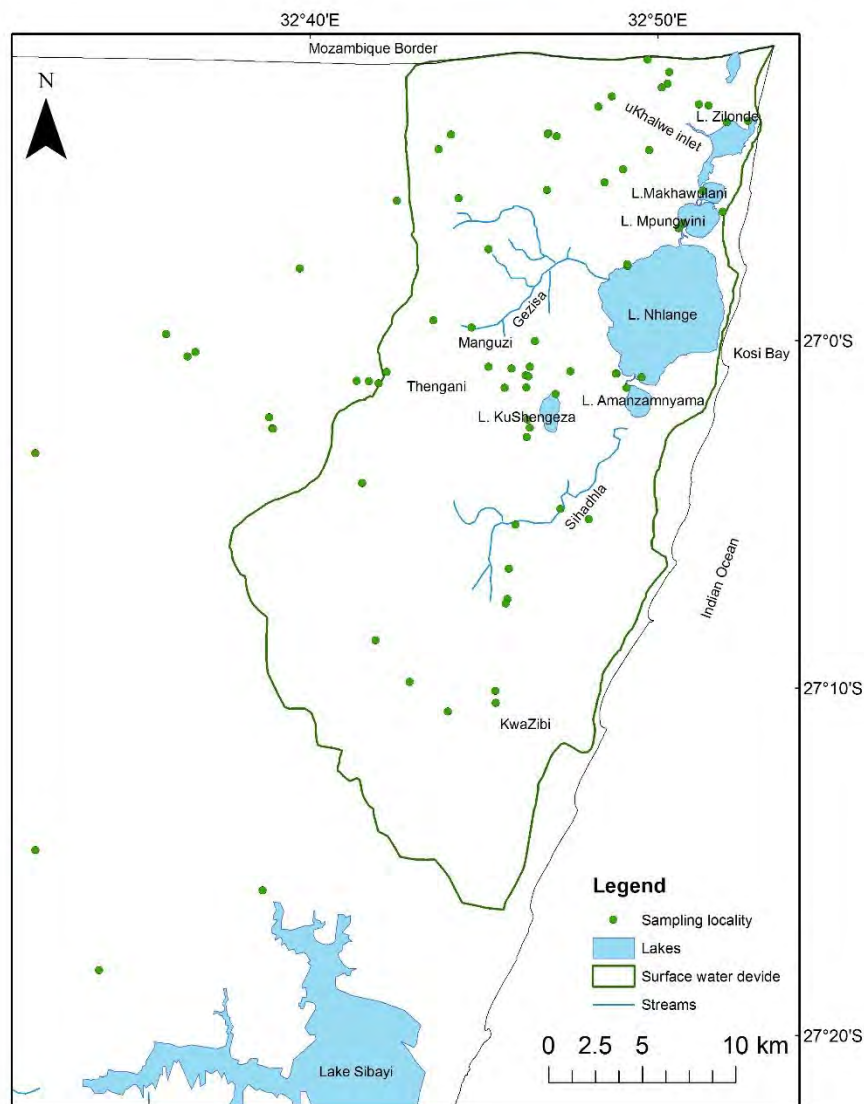 32°40'E
32°50'E
Mozambique Border
N
L. Zilonde
uKhalwe inlet
L.Makhawulani
L. Mpungwini
L. Nhlange
Gezisa
Manguzi
27°0'S
Kosi Bay
Thengani
L. Amanzamnyama
L. KuShengeza
Sihadhla
Indian Ocean
27°10'S
KwaZibi
Legend
Sampling locality
Lakes
Surface water devide
Streams
27°20'S
0 2.5 5 10 km
Lake Sibayi